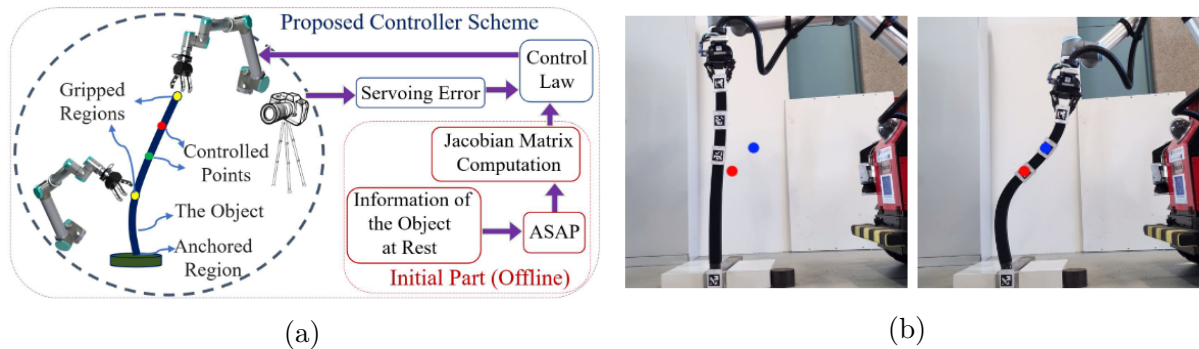 Proposed Controller Scheme
Gripped
Regions
Controlled
Points
The Object
Anchored
Region
Servoing Error
Control
Law
Jacobian Matrix
Computation
Information of
the Object
at Rest
ASAP
Initial Part (Offline)
(a)
(b)